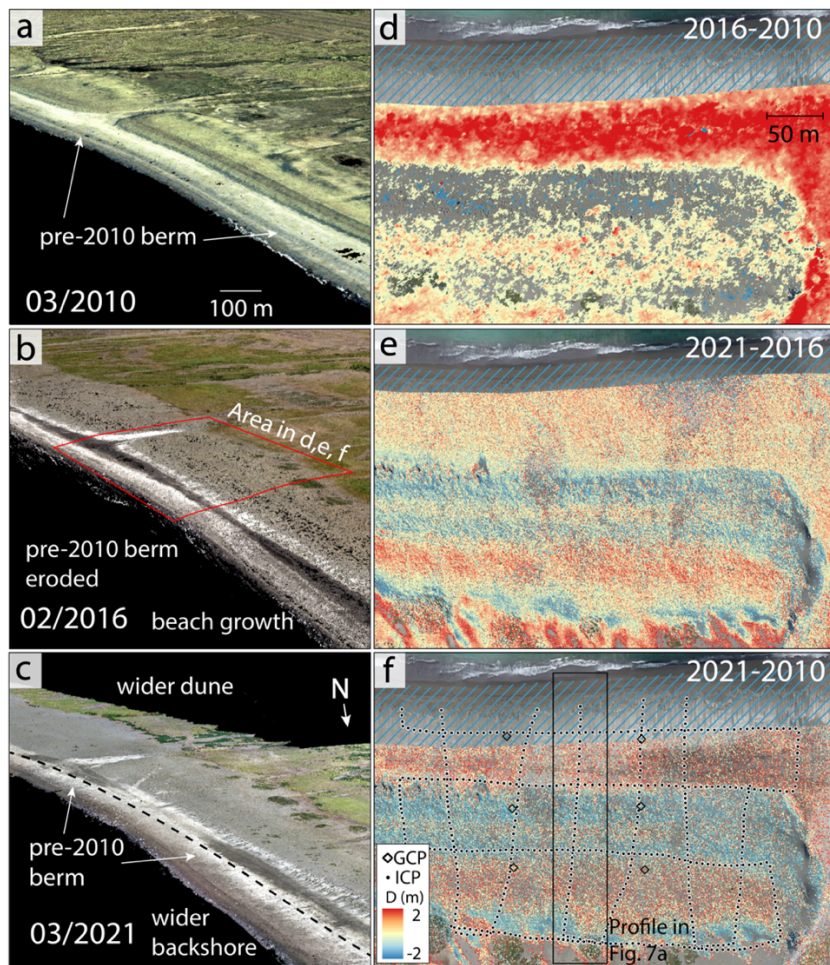 a
pre-2010 berm
03/2010
100 m
b
Area in d,e, f
pre-2010 berm
eroded
02/2016
beach growth
c
wider dune
N
pre-2010
berm
03/2021
wider
backshore
d
2016-2010
50 m
e
2021-2016
f
2021-2010
GCP
ICP
D (m)
2
-2
Profile in
Fig. 7a